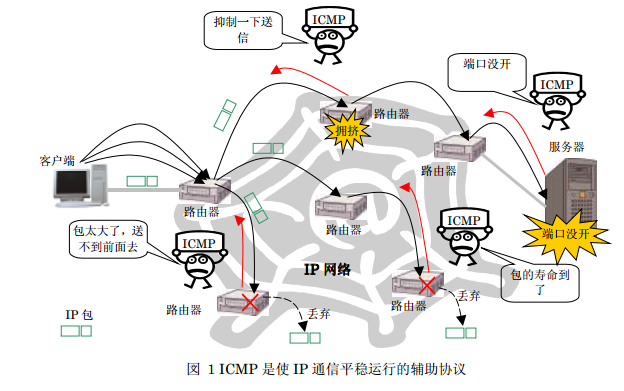 抑制一下送
信
ICMP
端口没开
ICMP
拥挤
路由器
服务器
客户端
路由器
路由器
路由器
端口没开
包太大了，送
不到前面去
ICMP
ICMP
包的寿命到
了
IP 网络
路由器
丢弃
路由器
丢弃
IP 包
图 1 ICMP 是使 IP 通信平稳运行的辅助协议